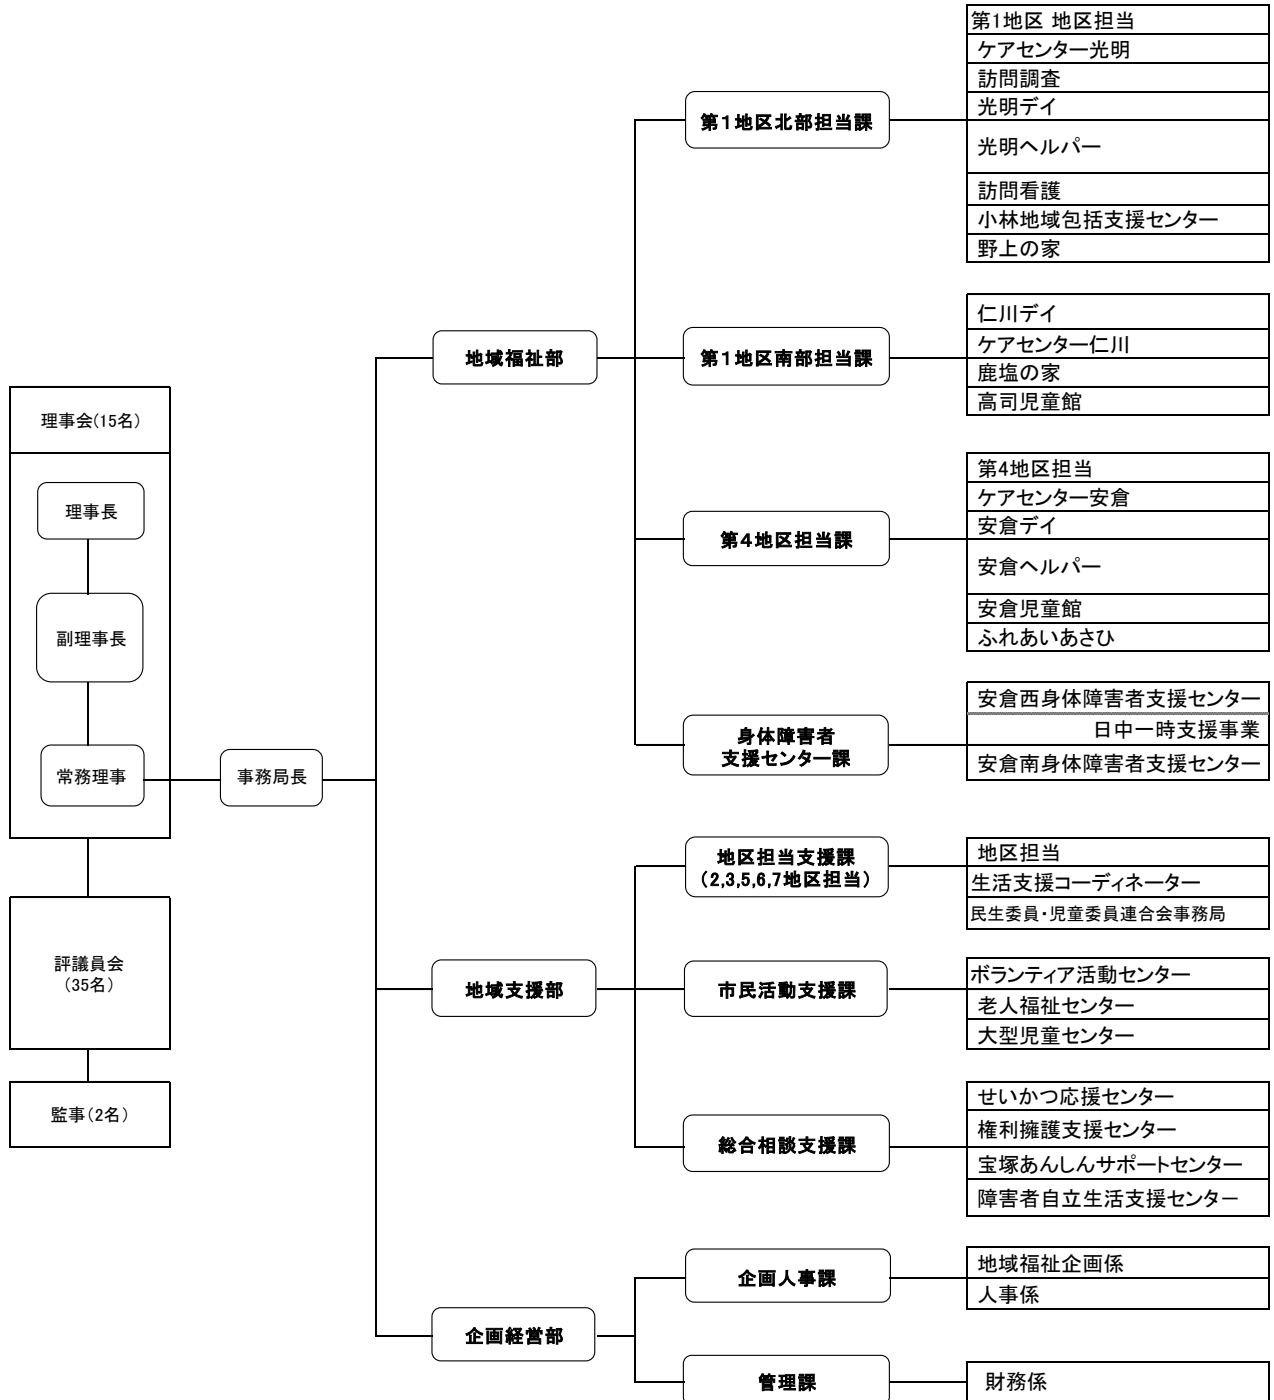 理事会(15名)
理事長
副理事長
常務理事
評議員会
(35名)
監事(2名)
事務局長
地域福祉部
第1地区北部担当課
第1地区 地区担当
ケアセンター光明
訪問調査
光明デイ
光明ヘルパー
訪問看護
小林地域包括支援センター
野上の家
第1地区南部担当課
仁川デイ
ケアセンター仁川
鹿塩の家
高司児童館
第4地区担当課
第4地区担当
ケアセンター安倉
安倉デイ
安倉ヘルパー
安倉児童館
ふれあいあさひ
身体障害者
支援センター課
安倉西身体障害者支援センター
日中一時支援事業
安倉南身体障害者支援センター
地域支援部
地区担当支援課
(2,3,5,6,7地区担当)
地区担当
生活支援コーディネーター
民生委員・児童委員連合会事務局
市民活動支援課
ボランティア活動センター
老人福祉センター
大型児童センター
総合相談支援課
せいかつ応援センター
権利擁護支援センター
宝塚あんしんサポートセンター
障害者自立生活支援センター
企画経営部
企画人事課
地域福祉企画係
人事係
管理課
財務係